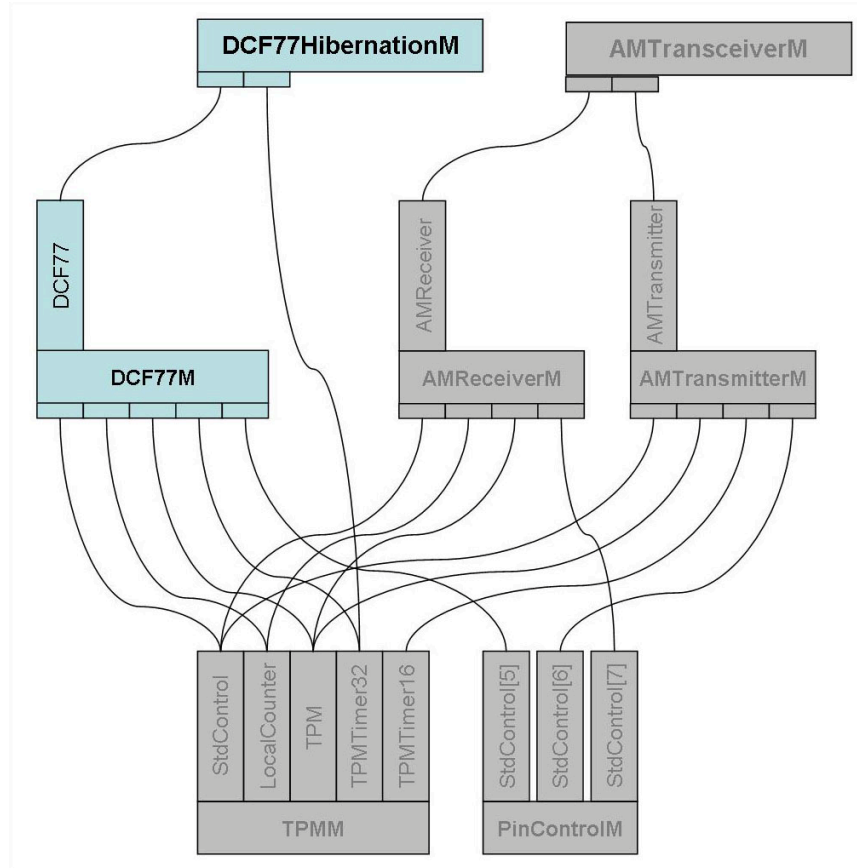 DCF77HibernationM
AMTransceiverM
DCF77
AMReceiver
AMTransmitter
DCF77M
AMReceiverM
AMTransmitterM
StdControl
LocalCounter
TPM
TPMTimer32
TPMTimer16
StdControl[5]
StdControl[6]
StdControl[7]
TPMM
PinControlM